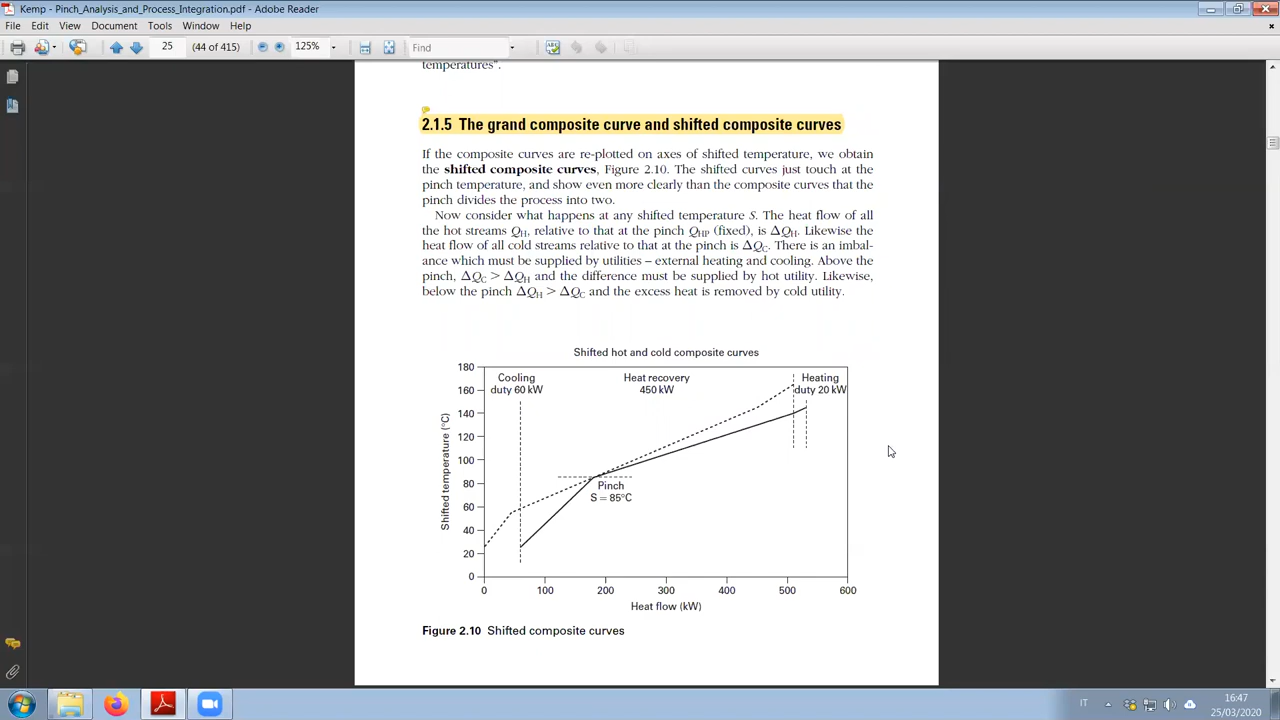 Kemp - Pinch_Analysis_and_Process_Integration.pdf - Adobe Reader
File Edit View Document Tools Window Help
25 (44 of 415) 125% Find
temperatures".
2.1.5 The grand composite curve and shifted composite curves
If the composite curves are re-plotted on axes of shifted temperature, we obtain
the shifted composite curves, Figure 2.10. The shifted curves just touch at the
pinch temperature, and show even more clearly than the composite curves that the
pinch divides the process into two.
Now consider what happens at any shifted temperature S. The heat flow of all
the hot streams QH, relative to that at the pinch QHP (fixed), is ΔQH. Likewise the
heat flow of all cold streams relative to that at the pinch is ΔQC. There is an imbal-
ance which must be supplied by utilities – external heating and cooling. Above the
pinch, ΔQC > ΔQH and the difference must be supplied by hot utility. Likewise,
below the pinch ΔQH > ΔQC and the excess heat is removed by cold utility.
Shifted hot and cold composite curves
180
160
140
120
100
80
60
40
20
0
Shifted temperature (°C)
Cooling
duty 60 kW
Heat recovery
450 kW
Heating
duty 20 kW
Pinch
S = 85°C
0 100 200 300 400 500 600
Heat flow (kW)
Figure 2.10 Shifted composite curves
IT
16:47
25/03/2020